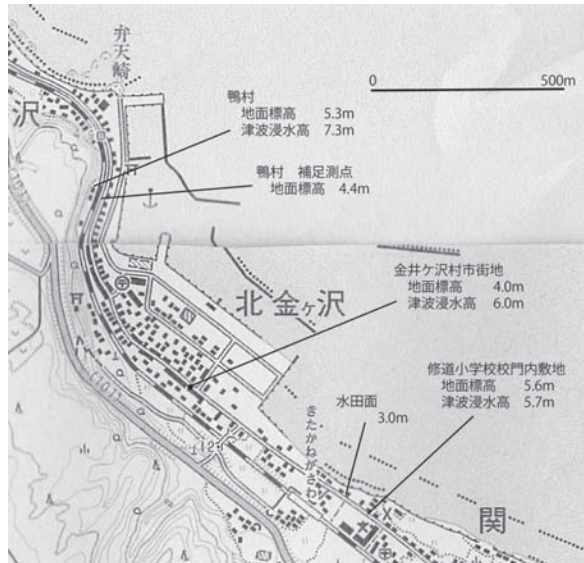 弁天崎
0 500m
鴨村
地面標高 5.3m
津波浸水高 7.3m
沢
鴨村 補足測点
地面標高 4.4m
金井ケ沢村市街地
地面標高 4.0m
津波浸水高 6.0m
北金ヶ沢
修道小学校校門内敷地
地面標高 5.6m
津波浸水高 5.7m
水田面
3.0m
きたかねがさわ
(101)
12.1
関